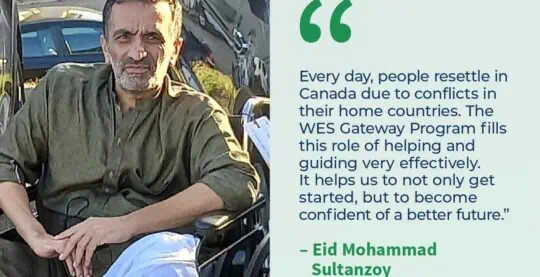 “
Every day, people resettle in
Canada due to conflicts in
their home countries. The
WES Gateway Program fills
this role of helping and
guiding very effectively.
It helps us to not only get
started, but to become
confident of a better future.”
– Eid Mohammad
Sultanzoy